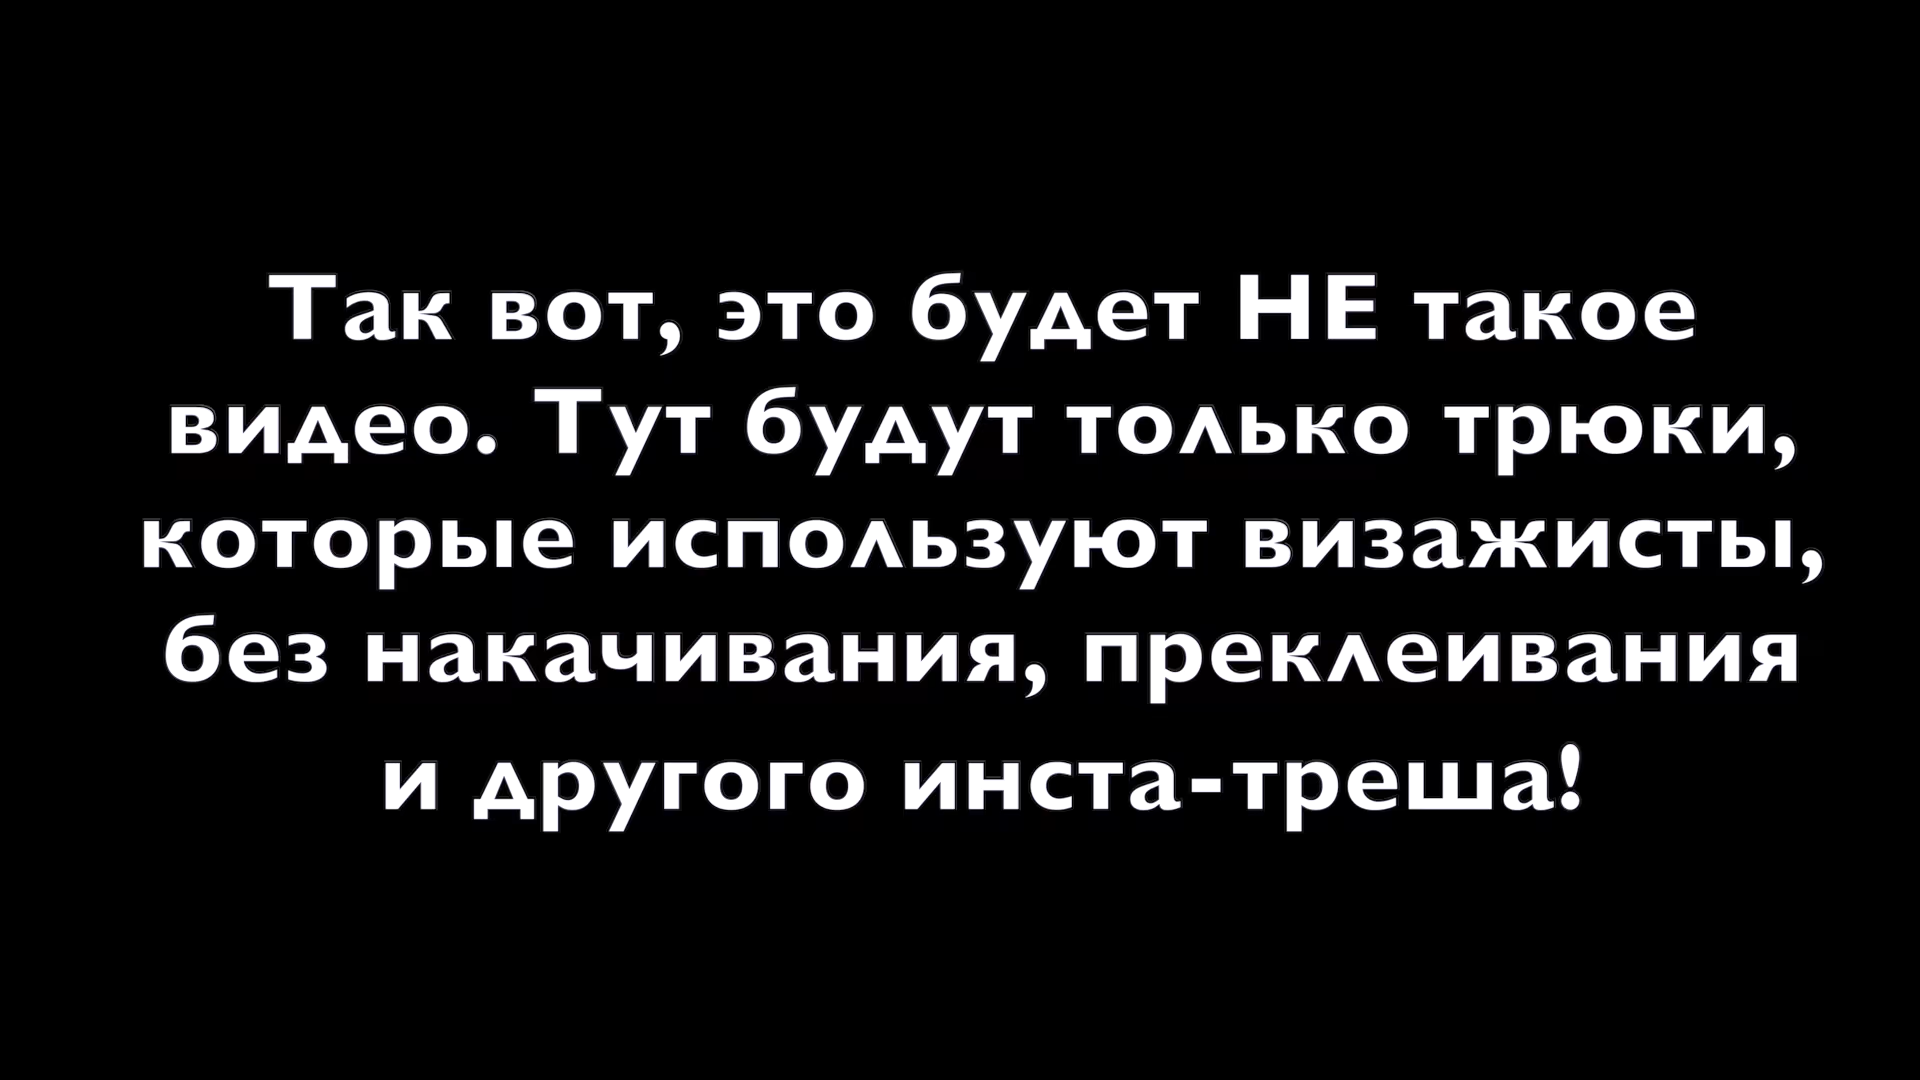 Так вот, это будет НЕ такое
видео. Тут будут только трюки,
которые используют визажисты,
без накачивания, преклеивания
и другого инста-треша!